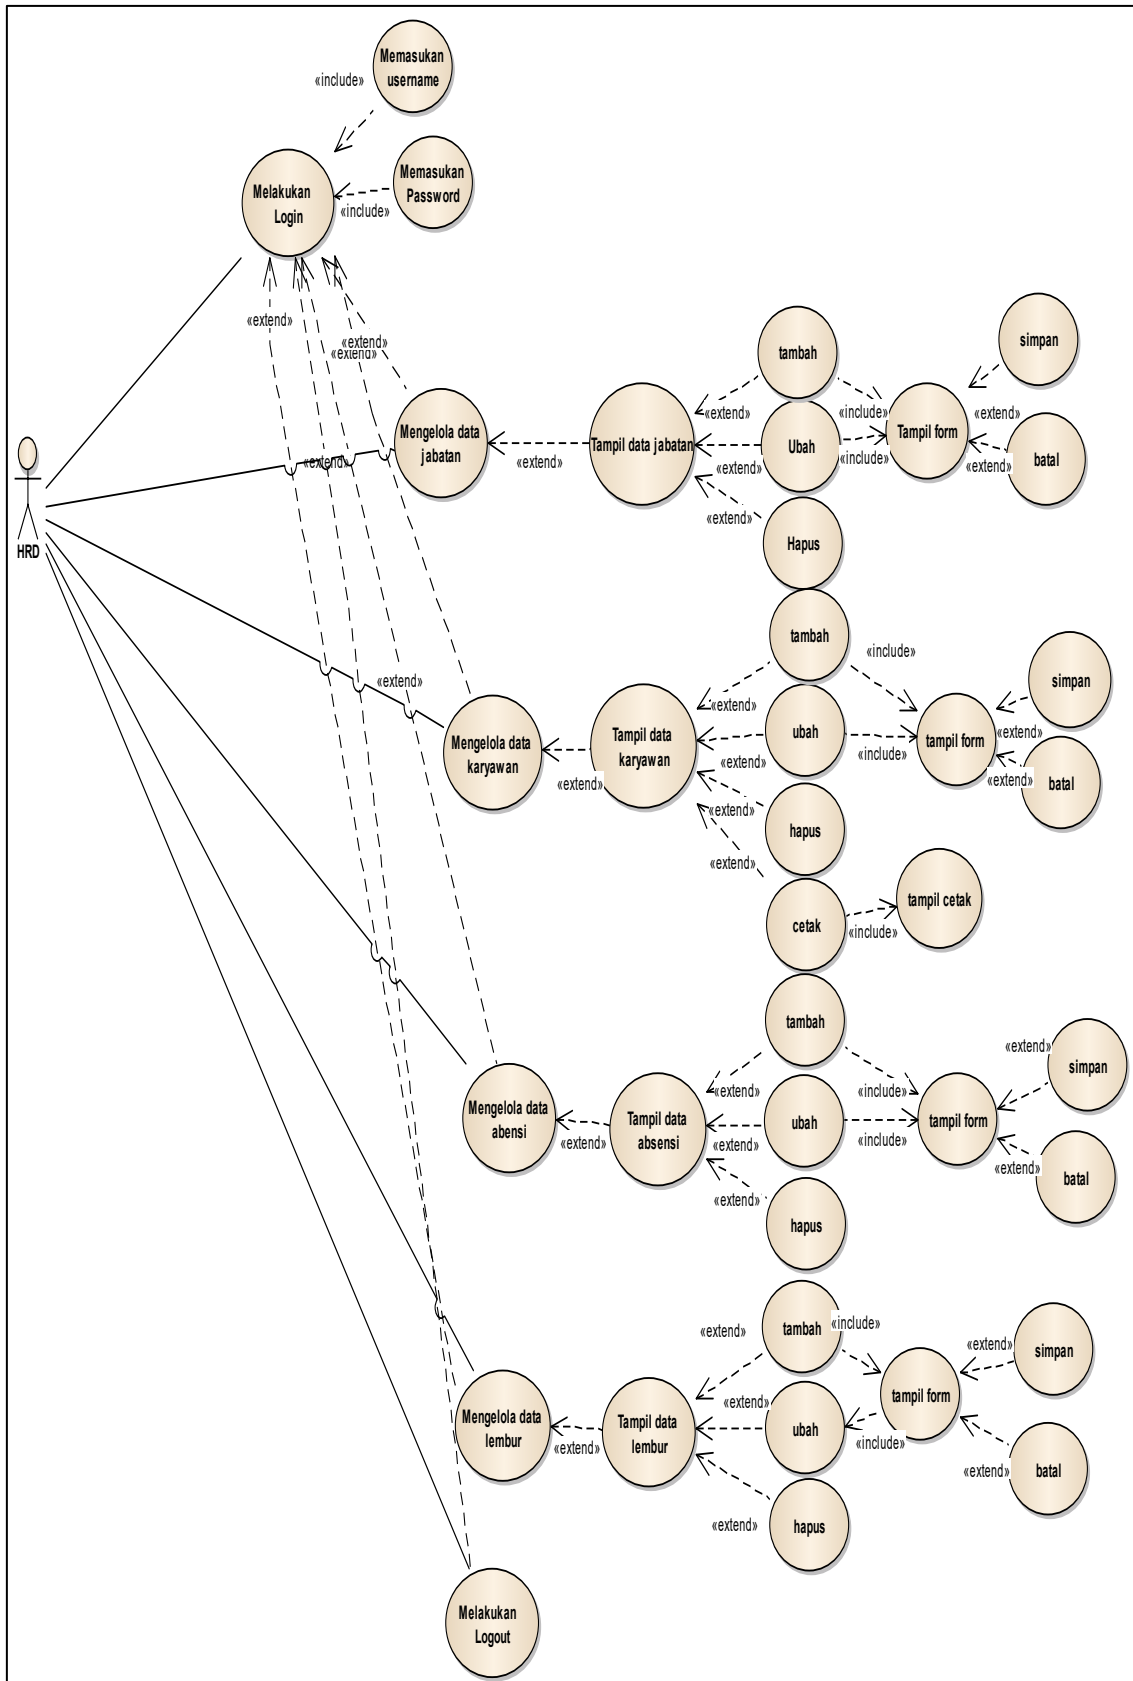 Memasukan
username
«include»
Memasukan
Password
«include»
Melakukan
Login
«extend»
«extend»
«extend»
«extend»
«extend»
HRD
Mengelola data
jabatan
«extend»
Tampil data jabatan
tambah
«extend»
«include»
Ubah
«extend»
«include»
Hapus
«extend»
Tampil form
simpan
«extend»
batal
«extend»
Mengelola data
karyawan
«extend»
Tampil data
karyawan
tambah
«extend»
«include»
ubah
«extend»
«include»
hapus
«extend»
cetak
«extend»
«include»
tampil cetak
tampil form
simpan
«extend»
batal
«extend»
Mengelola data
abensi
«extend»
Tampil data
absensi
tambah
«extend»
«include»
ubah
«extend»
«include»
hapus
«extend»
tampil form
simpan
«extend»
batal
«extend»
Mengelola data
lembur
«extend»
Tampil data
lembur
tambah
«extend»
«include»
ubah
«extend»
«include»
hapus
«extend»
tampil form
simpan
«extend»
batal
«extend»
Melakukan
Logout